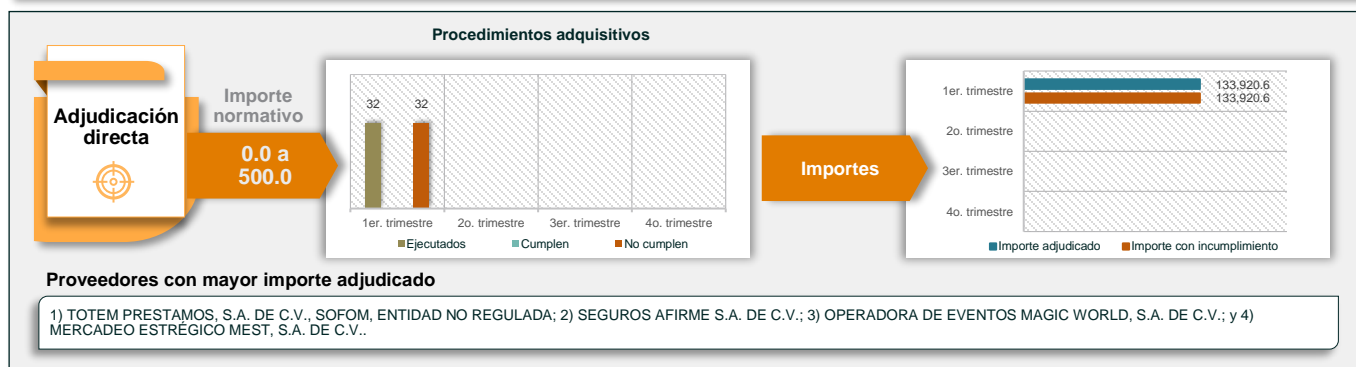 Procedimientos adquisitivos
Adjudicación
directa
Importe
normativo
0.0 a
500.0
32
32
1er. trimestre
2o. trimestre
3er. trimestre
4o. trimestre
Ejecutados
Cumplen
No cumplen
Importes
1er. trimestre
133,920.6
133,920.6
2o. trimestre
3er. trimestre
4o. trimestre
Importe adjudicado
Importe con incumplimiento
Proveedores con mayor importe adjudicado
1) TOTEM PRESTAMOS, S.A. DE C.V., SOFOM, ENTIDAD NO REGULADA; 2) SEGUROS AFIRME S.A. DE C.V.; 3) OPERADORA DE EVENTOS MAGIC WORLD, S.A. DE C.V.; y 4)
MERCADEO ESTRÉGICO MEST, S.A. DE C.V..